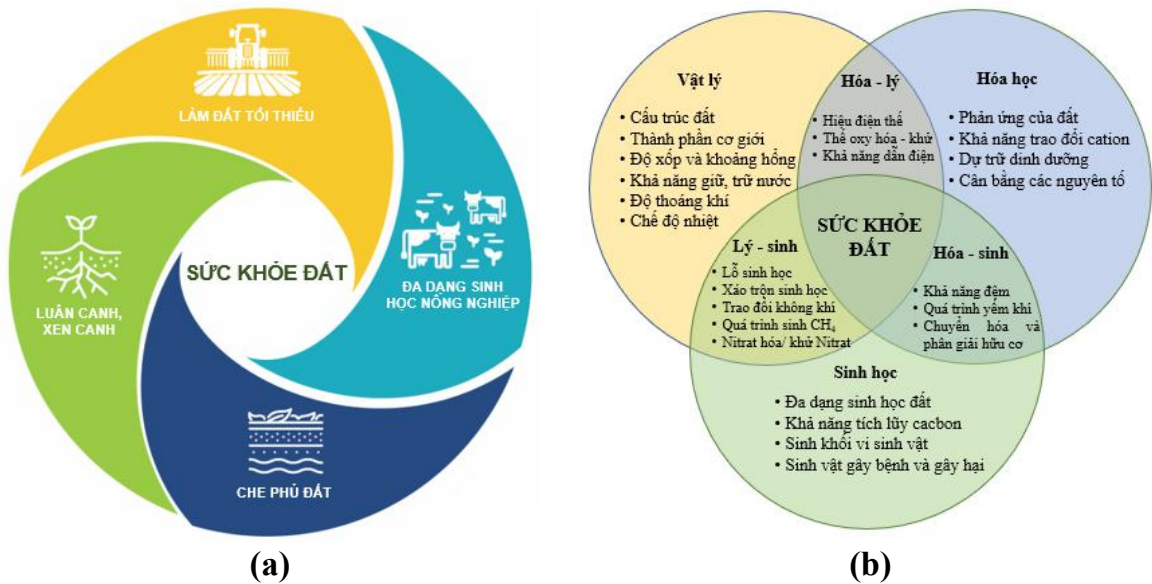 LÀM ĐẤT TỐI THIỂU
SỨC KHỎE ĐẤT
ĐA DẠNG SINH
HỌC NÔNG NGHIỆP
LUÂN CANH,
XEN CANH
CHE PHỦ ĐẤT
(a)
Vật lý
• Cấu trúc đất
• Thành phần cơ giới
• Độ xốp và khoảng hổng
• Khả năng giữ, trữ nước
• Độ thoáng khí
• Chế độ nhiệt
Hóa - lý
• Hiệu điện thế
• Thế oxy hóa - khử
• Khả năng dẫn điện
Hóa học
• Phản ứng của đất
• Khả năng trao đổi cation
• Dự trữ dinh dưỡng
• Cân bằng các nguyên tố
SỨC KHỎE
ĐẤT
Lý - sinh
• Lỗ sinh học
• Xáo trộn sinh học
• Trao đổi không khí
• Quá trình sinh CH₄
• Nitrat hóa/ khử Nitrat
Hóa - sinh
• Khả năng đệm
• Quá trình yếm khí
• Chuyển hóa và
phân giải hữu cơ
Sinh học
• Đa dạng sinh học đất
• Khả năng tích lũy cacbon
• Sinh khối vi sinh vật
• Sinh vật gây bệnh và gây hại
(b)